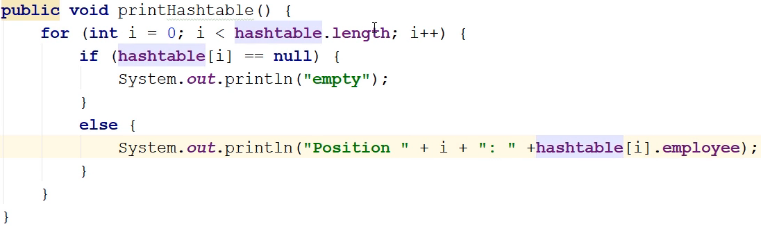 public void printHashtable() {
    for (int i = 0; i < hashtable.length; i++) {
        if (hashtable[i] == null) {
            System.out.println("empty");
        }
        else {
            System.out.println("Position " + i + ": " +hashtable[i].employee);
        }
    }
}